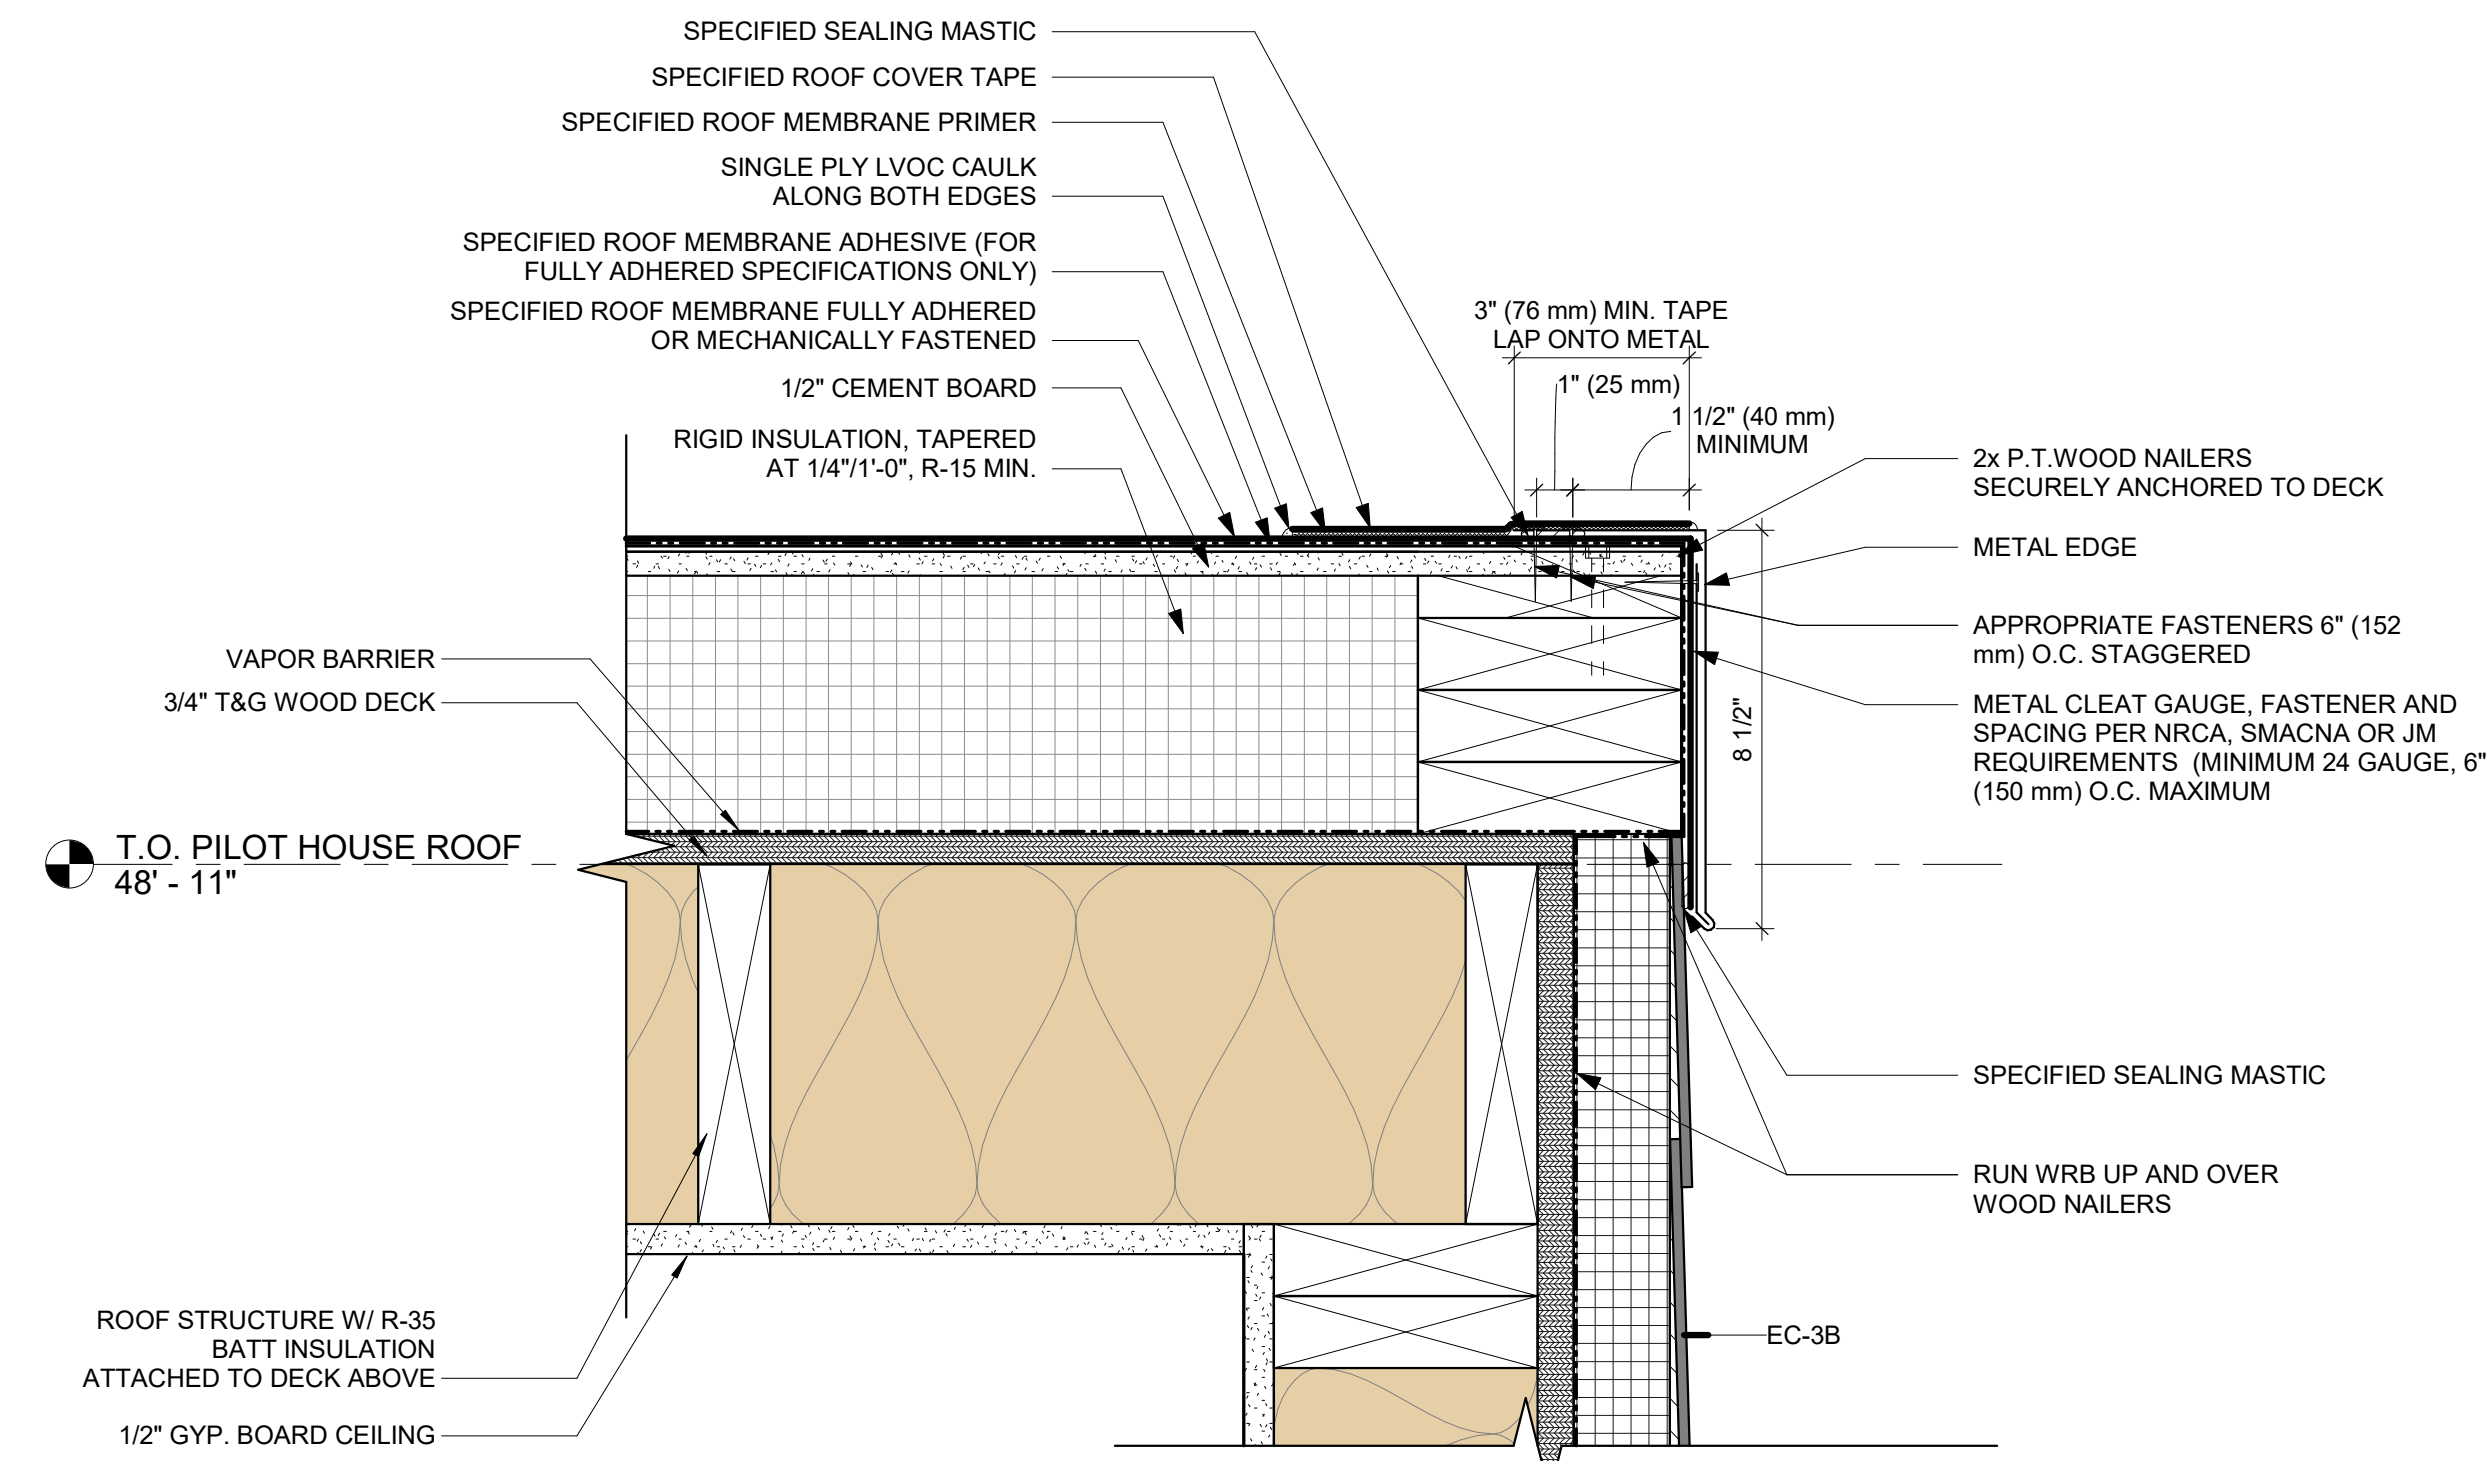 SPECIFIED SEALING MASTIC
SPECIFIED ROOF COVER TAPE
SPECIFIED ROOF MEMBRANE PRIMER
SINGLE PLY LVOC CAULK
ALONG BOTH EDGES
SPECIFIED ROOF MEMBRANE ADHESIVE (FOR
FULLY ADHERED SPECIFICATIONS ONLY)
SPECIFIED ROOF MEMBRANE FULLY ADHERED
OR MECHANICALLY FASTENED
1/2" CEMENT BOARD
RIGID INSULATION, TAPERED
AT 1/4"/1'-0", R-15 MIN.
3" (76 mm) MIN. TAPE
LAP ONTO METAL
1" (25 mm)
1 1/2" (40 mm)
MINIMUM
2x P.T.WOOD NAILERS
SECURELY ANCHORED TO DECK
METAL EDGE
APPROPRIATE FASTENERS 6" (152
mm) O.C. STAGGERED
METAL CLEAT GAUGE, FASTENER AND
SPACING PER NRCA, SMACNA OR JM
REQUIREMENTS (MINIMUM 24 GAUGE, 6"
(150 mm) O.C. MAXIMUM
8 1/2"
VAPOR BARRIER
3/4" T&G WOOD DECK
T.O. PILOT HOUSE ROOF
48' - 11"
SPECIFIED SEALING MASTIC
RUN WRB UP AND OVER
WOOD NAILERS
EC-3B
ROOF STRUCTURE W/ R-35
BATT INSULATION
ATTACHED TO DECK ABOVE
1/2" GYP. BOARD CEILING